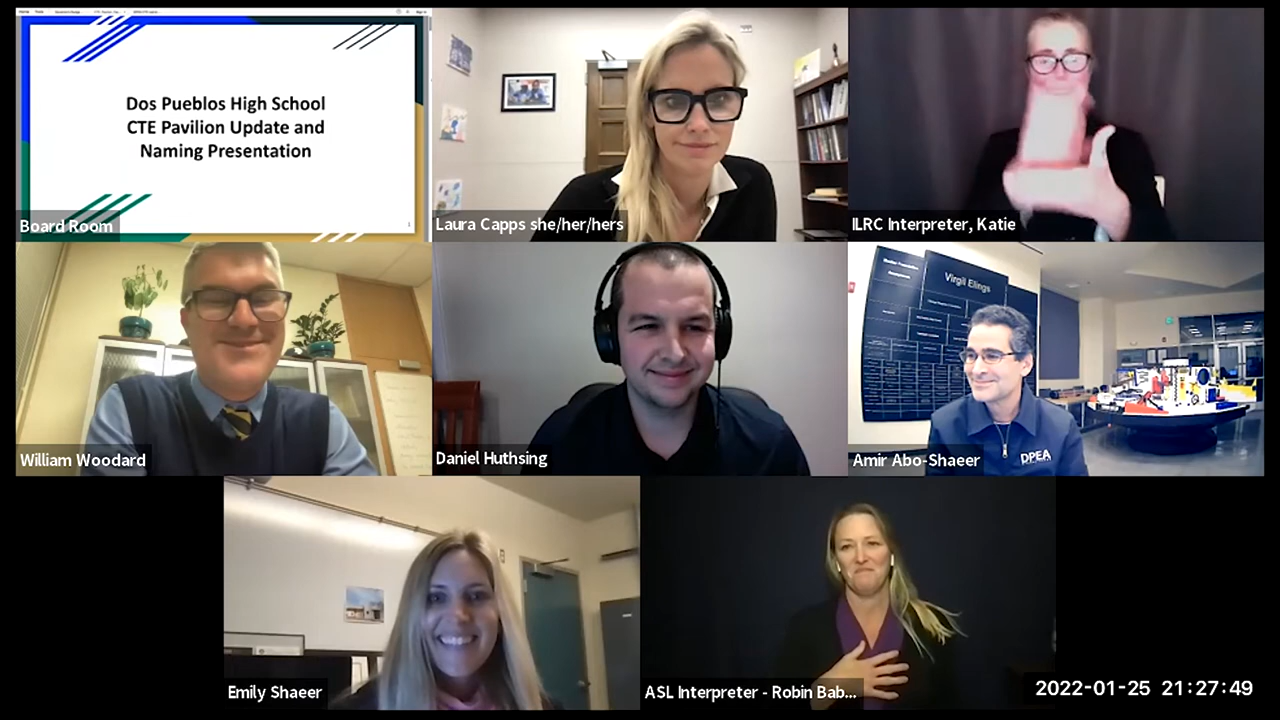 Dos Pueblos High School
CTE Pavilion Update and
Naming Presentation
Board Room
Laura Capps she/her/hers
ILRC Interpreter, Katie
William Woodard
Daniel Huthsing
Virgil Elings
DPEA
Amir Abo-Shaeer
Emily Shaeer
ASL Interpreter - Robin Bab...
2022-01-25 21:27:49